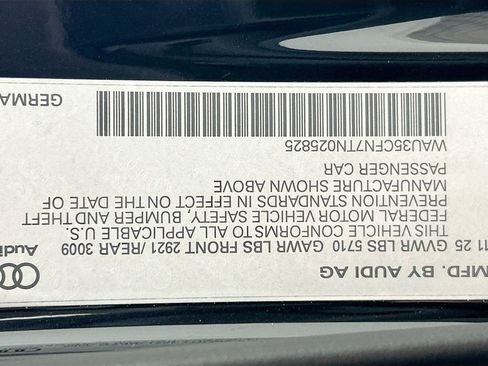 MFD. BY AUDI AG
11 25 GVWR LBS 5710 GAWR LBS FRONT 2921 /REAR 3009
THIS VEHICLE CONFORMS TO ALL APPLICABLE U.S.
FEDERAL MOTOR VEHICLE SAFETY, BUMPER AND THEFT
PREVENTION STANDARDS IN EFFECT ON THE DATE OF
MANUFACTURE SHOWN ABOVE
PASSENGER CAR
WAU35CFN7TN025825
Audi
GERMA